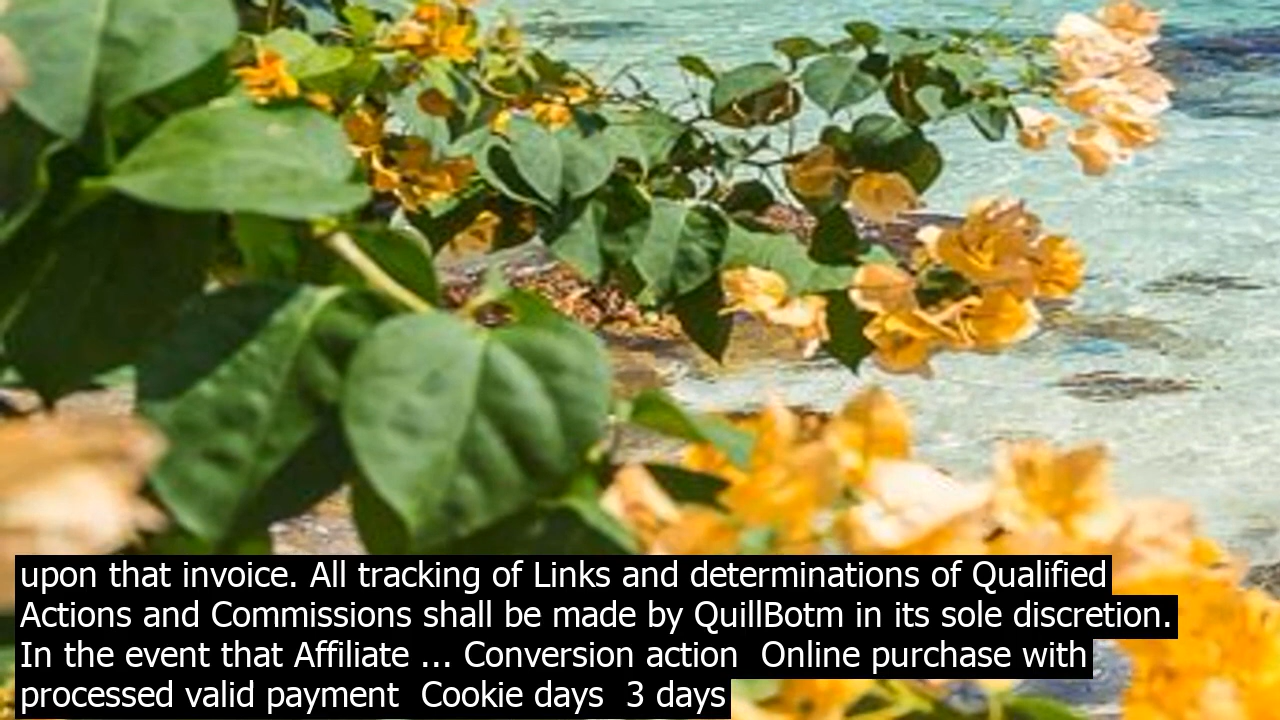 upon that invoice. All tracking of Links and determinations of Qualified
Actions and Commissions shall be made by QuillBotm in its sole discretion.
In the event that Affiliate ... Conversion action  Online purchase with
processed valid payment  Cookie days  3 days